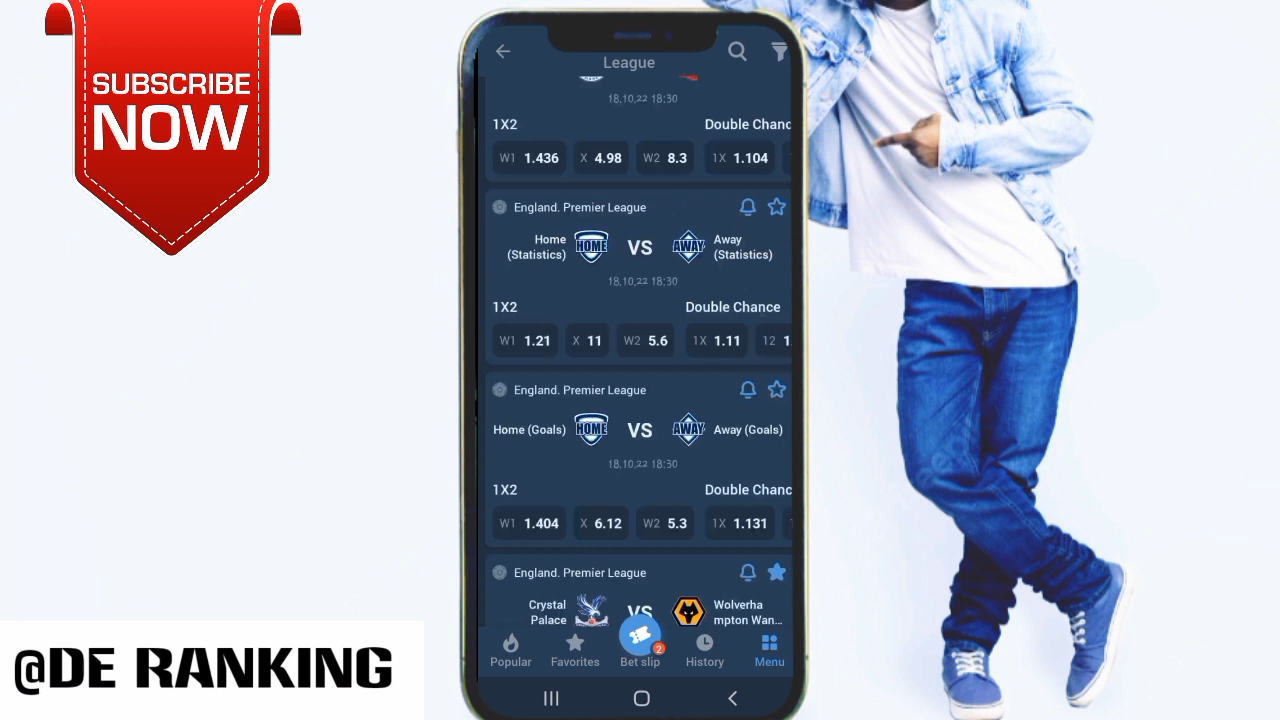 SUBSCRIBE
NOW
League
18.10.22 18:30
1X2 Double Chanc
W1 1.436 X 4.98 W2 8.3 1X 1.104
England. Premier League
Home (Statistics) HOME VS AWAY Away (Statistics)
18.10.22 18:30
1X2 Double Chance
W1 1.21 X 11 W2 5.6 1X 1.11 12 1.
England. Premier League
Home (Goals) HOME VS AWAY Away (Goals)
18.10.22 18:30
1X2 Double Chanc
W1 1.404 X 6.12 W2 5.3 1X 1.131
England. Premier League
Crystal Palace VS Wolverha
mpton Wan...
2
Popular Favorites Bet slip History Menu
@DE RANKING